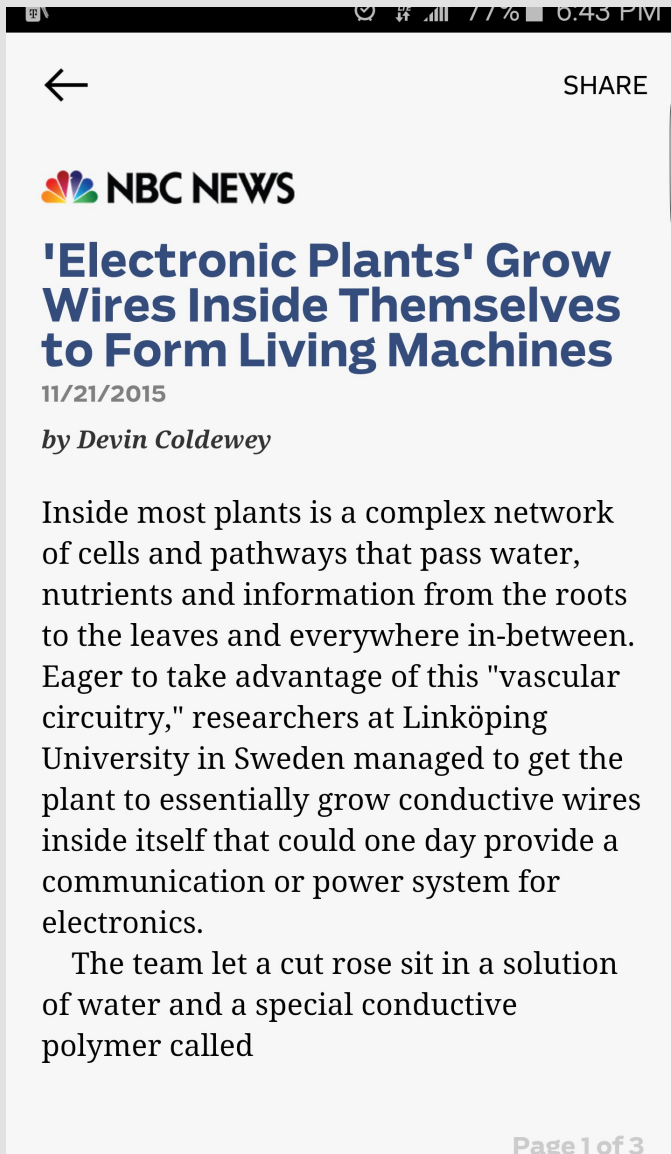 77% 6:43 PM
SHARE
NBC NEWS
'Electronic Plants' Grow
Wires Inside Themselves
to Form Living Machines
11/21/2015
by Devin Coldewey
Inside most plants is a complex network
of cells and pathways that pass water,
nutrients and information from the roots
to the leaves and everywhere in-between.
Eager to take advantage of this "vascular
circuitry," researchers at Linköping
University in Sweden managed to get the
plant to essentially grow conductive wires
inside itself that could one day provide a
communication or power system for
electronics.
The team let a cut rose sit in a solution
of water and a special conductive
polymer called
Page 1 of 3